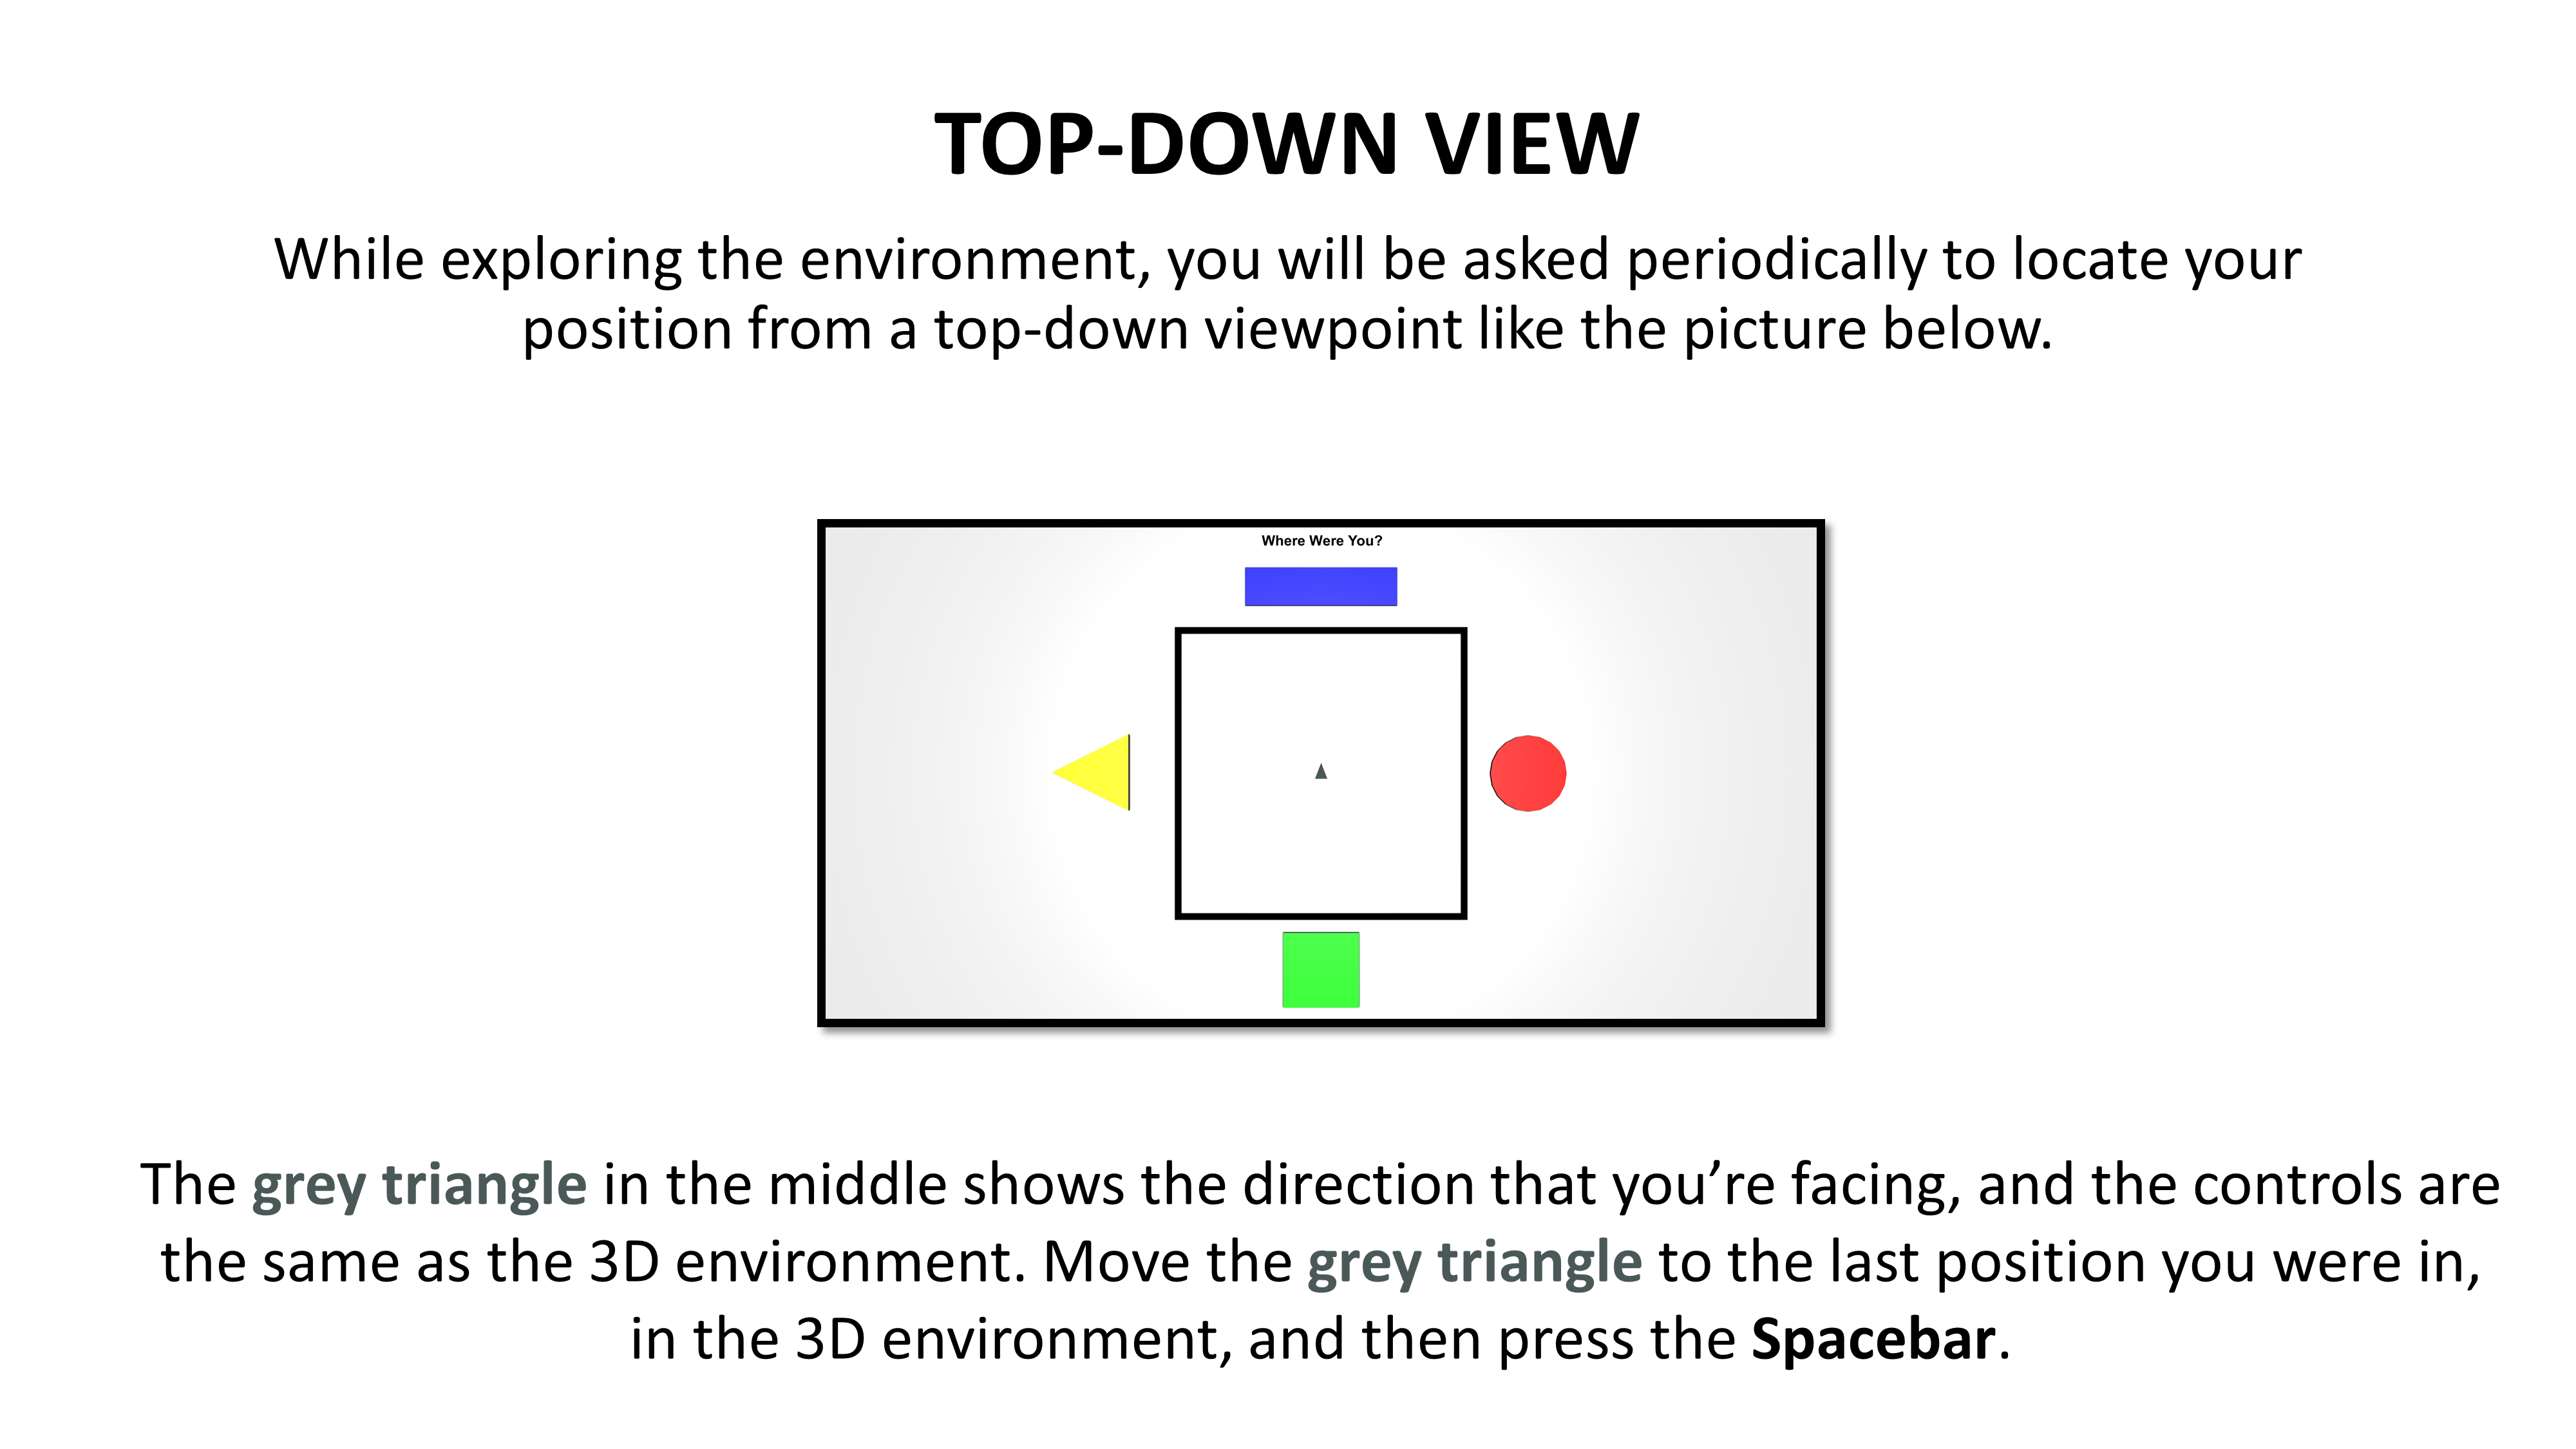 TOP-DOWN VIEW
While exploring the environment, you will be asked periodically to locate your
position from a top-down viewpoint like the picture below.
Where Were You?
The grey triangle in the middle shows the direction that you’re facing, and the controls are
the same as the 3D environment. Move the grey triangle to the last position you were in,
in the 3D environment, and then press the Spacebar.